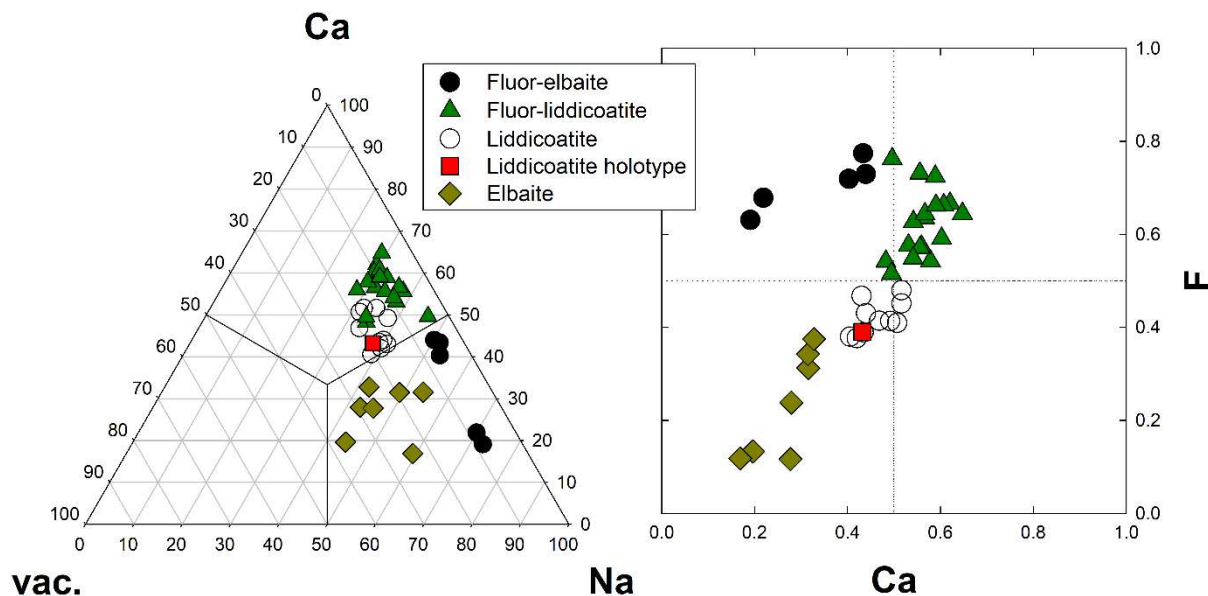 Ca
Fluor-elbaite
Fluor-liddicoatite
Liddicoatite
Liddicoatite holotype
Elbaite
0 100
10 90
20 80
30 70
40 60
50 50
60 40
70 30
80 20
90 10
100 0
0 10 20 30 40 50 60 70 80 90 100
vac. Na
1.0
0.8
0.6
0.4
0.2
0.0
F
0.0 0.2 0.4 0.6 0.8 1.0
Ca